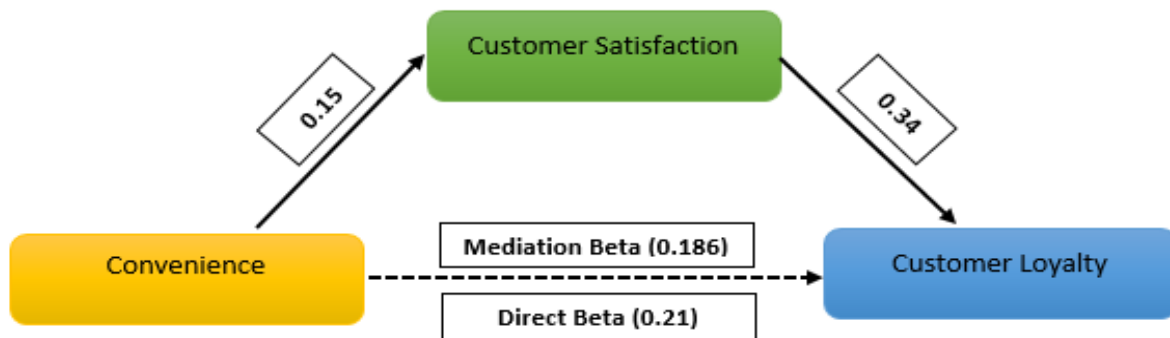 Customer Satisfaction
0.15
0.34
Mediation Beta (0.186)
Convenience
Customer Loyalty
Direct Beta (0.21)